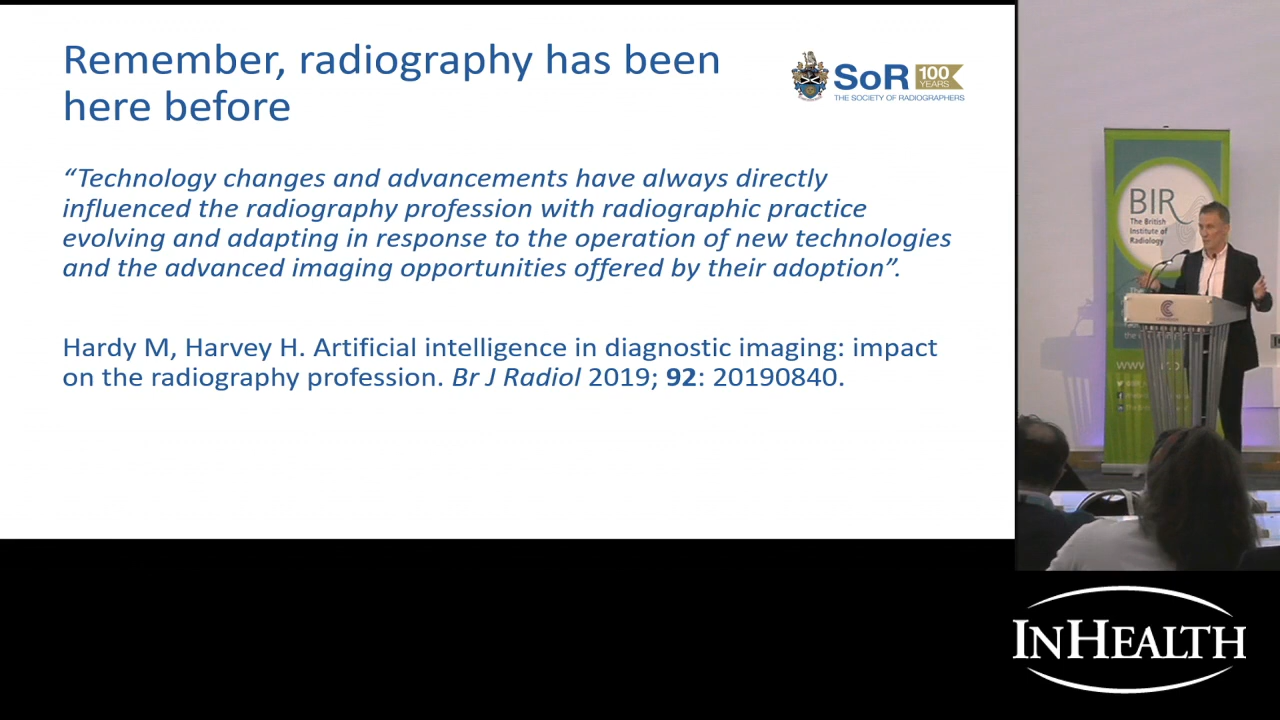 Remember, radiography has been
here before
SoR 100 YEARS
THE SOCIETY OF RADIOGRAPHERS
“Technology changes and advancements have always directly
influenced the radiography profession with radiographic practice
evolving and adapting in response to the operation of new technologies
and the advanced imaging opportunities offered by their adoption”.
Hardy M, Harvey H. Artificial intelligence in diagnostic imaging: impact
on the radiography profession. Br J Radiol 2019; 92: 20190840.
BIR
The British
Institute of
Radiology
INHEALTH